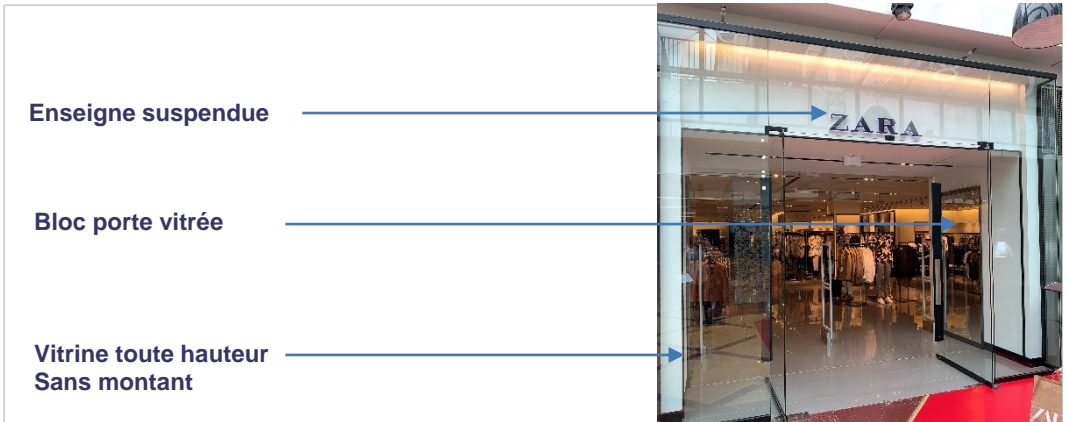 Enseigne suspendue
ZARA
Bloc porte vitrée
Vitrine toute hauteur
Sans montant